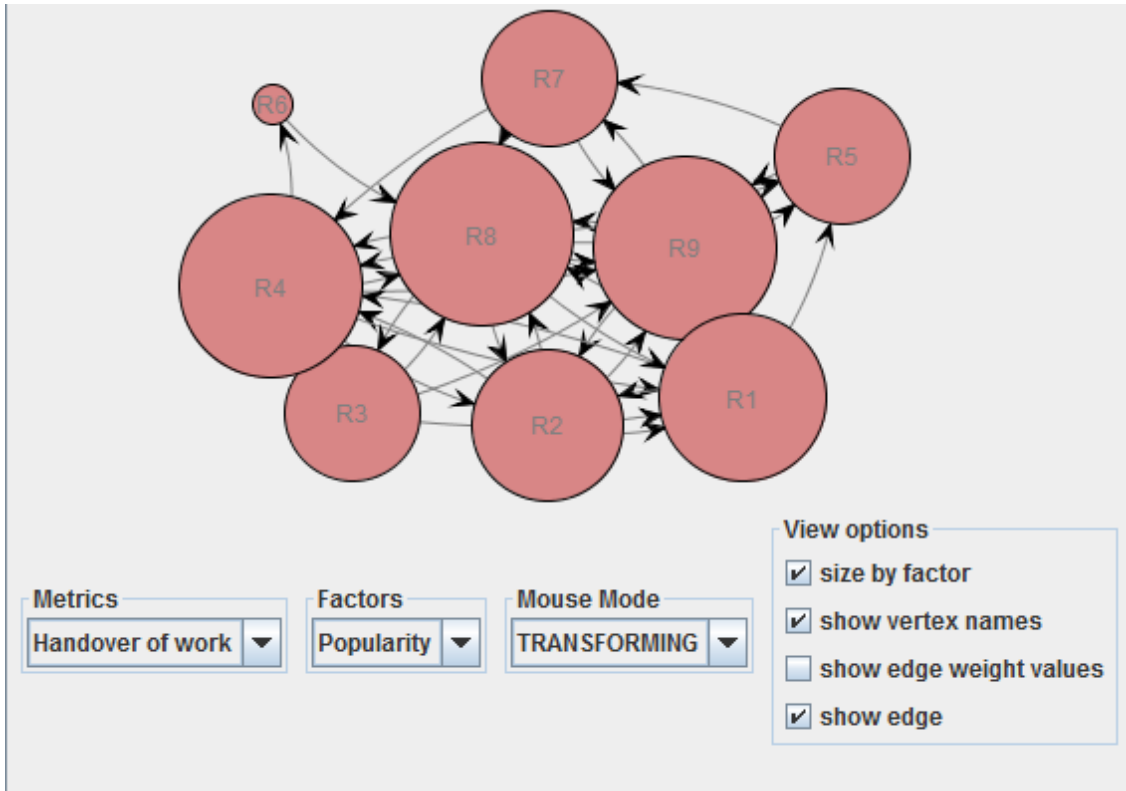 R7
R6
R5
R8
R9
R4
R1
R3
R2
View options
size by factor
Metrics
Factors
Mouse Mode
show vertex names
Handover of work
Popularity
TRANSFORMING
show edge weight values
show edge